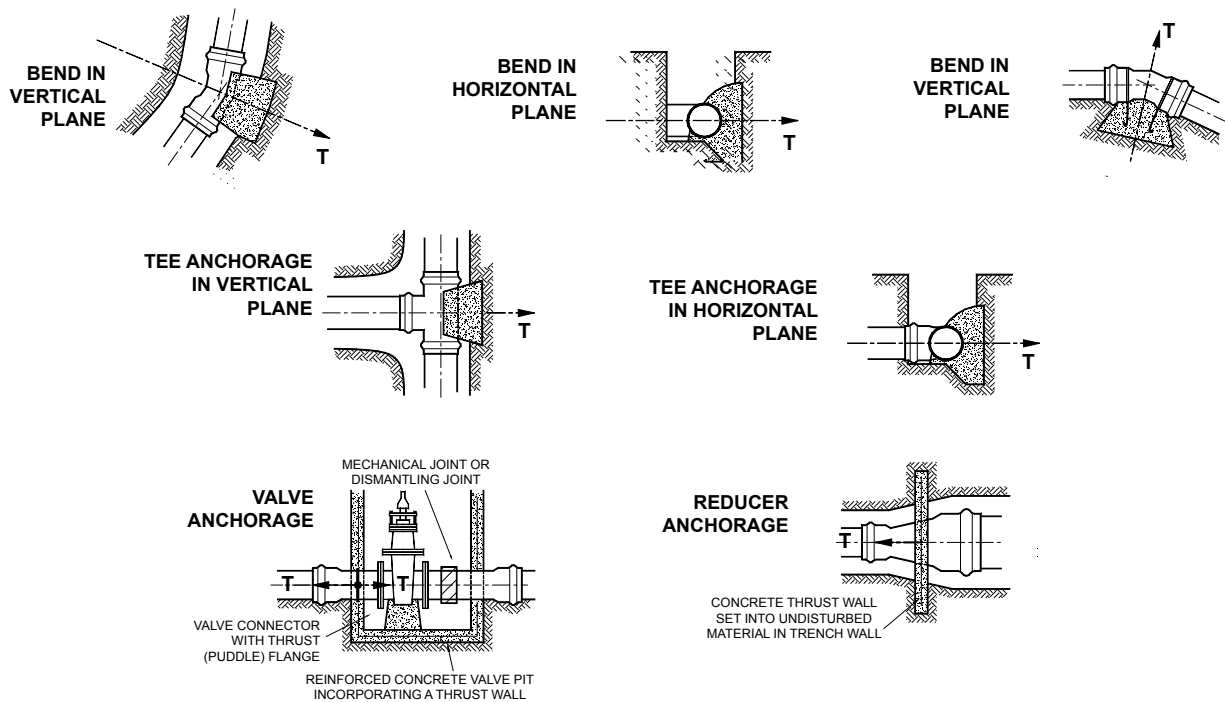 BEND IN
VERTICAL
PLANE
T
BEND IN
HORIZONTAL
PLANE
T
BEND IN
VERTICAL
PLANE
T
TEE ANCHORAGE
IN VERTICAL
PLANE
T
TEE ANCHORAGE
IN HORIZONTAL
PLANE
T
VALVE
ANCHORAGE
MECHANICAL JOINT OR
DISMANTLING JOINT
T
T
VALVE CONNECTOR
WITH THRUST
(PUDDLE) FLANGE
REINFORCED CONCRETE VALVE PIT
INCORPORATING A THRUST WALL
REDUCER
ANCHORAGE
T
CONCRETE THRUST WALL
SET INTO UNDISTURBED
MATERIAL IN TRENCH WALL